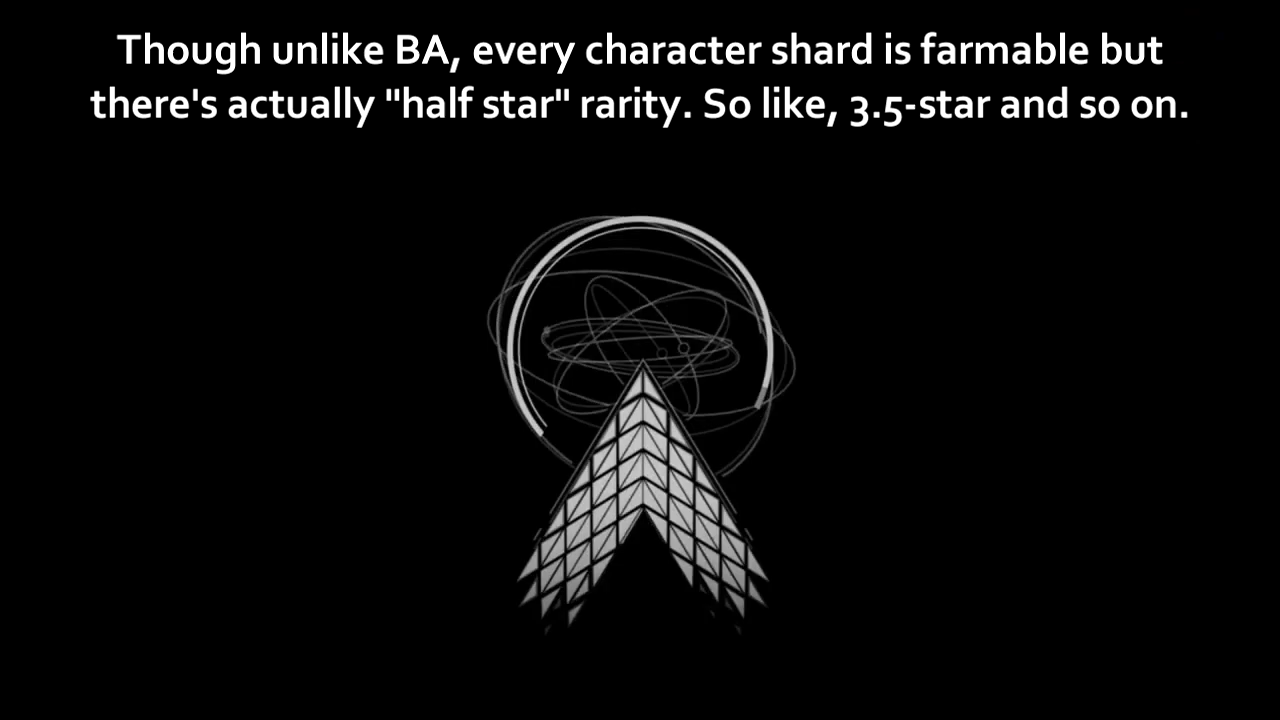 Though unlike BA, every character shard is farmable but
there's actually "half star" rarity. So like, 3.5-star and so on.